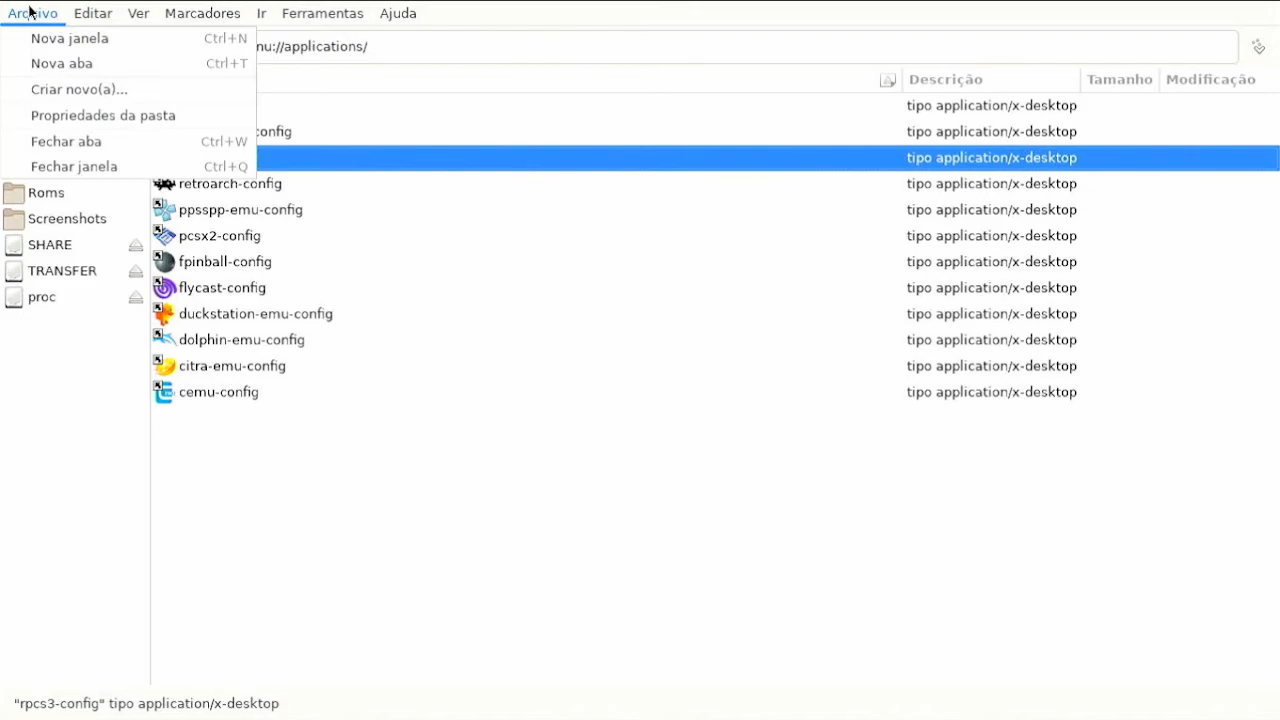 Arquivo Editar Ver Marcadores Ir Ferramentas Ajuda
Nova janela Ctrl+N
Nova aba Ctrl+T
Criar novo(a)...
Propriedades da pasta
Fechar aba Ctrl+W
Fechar janela Ctrl+Q
nu://applications/
Descrição Tamanho Modificação
tipo application/x-desktop
config tipo application/x-desktop
tipo application/x-desktop
retroarch-config tipo application/x-desktop
ppsspp-emu-config tipo application/x-desktop
pcsx2-config tipo application/x-desktop
fpinball-config tipo application/x-desktop
flycast-config tipo application/x-desktop
duckstation-emu-config tipo application/x-desktop
dolphin-emu-config tipo application/x-desktop
citra-emu-config tipo application/x-desktop
cemu-config tipo application/x-desktop
Roms
Screenshots
SHARE
TRANSFER
proc
"rpcs3-config" tipo application/x-desktop